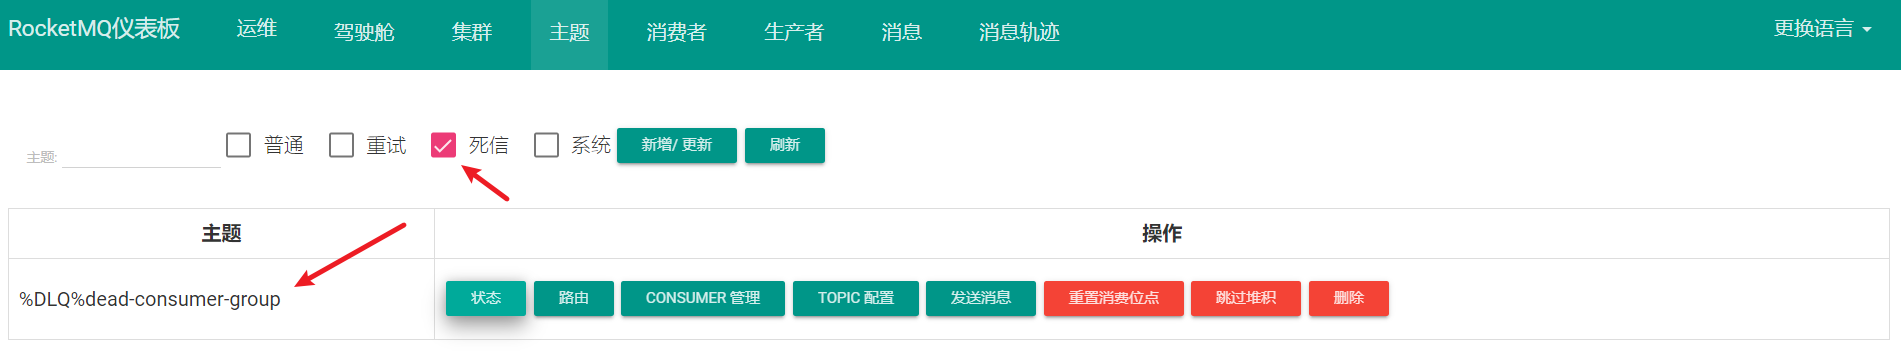 RocketMQ仪表板 运维 驾驶舱 集群 主题 消费者 生产者 消息 消息轨迹 更换语言
主题: 普通 重试 死信 系统 新增/ 更新 刷新
主题 操作
%DLQ%dead-consumer-group 状态 路由 CONSUMER 管理 TOPIC 配置 发送消息 重置消费位点 跳过堆积 删除